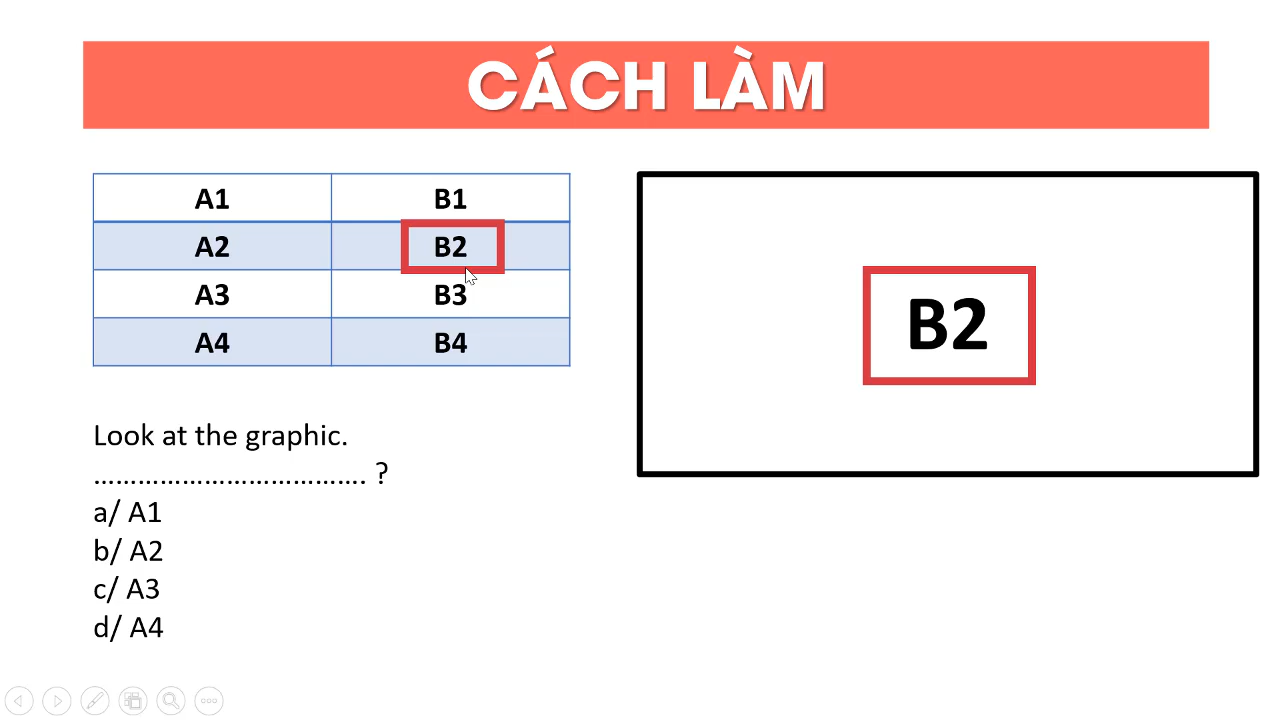 CÁCH LÀM
A1 B1
A2 B2
A3 B3
A4 B4
B2
Look at the graphic.
………………………………. ?
a/ A1
b/ A2
c/ A3
d/ A4